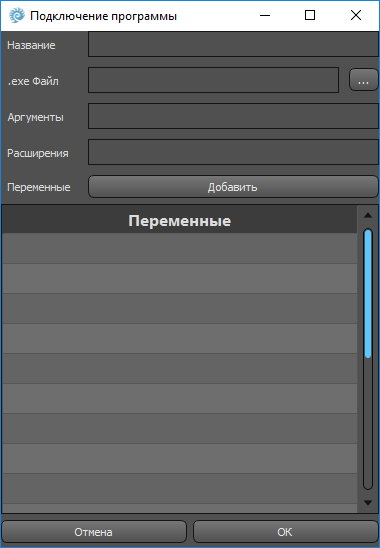 Подключение программы
Название
.exe Файл
...
Аргументы
Расширения
Переменные
Добавить
Переменные
Отмена
OK